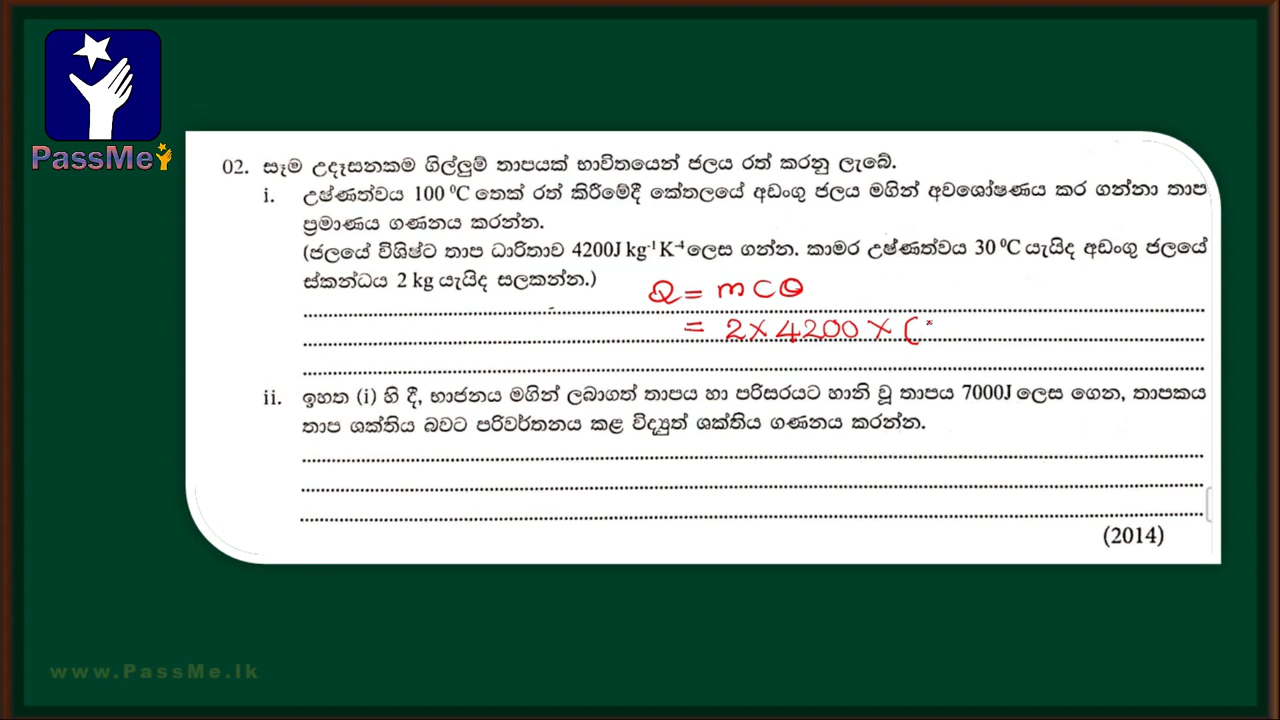 PassMe
02. සෑම උදෑසනකම ගිල්ලුම් තාපයක් භාවිතයෙන් ජලය රත් කරනු ලැබේ.
i. උෂ්ණත්වය 100 ⁰C තෙක් රත් කිරීමේදී කේතලයේ අඩංගු ජලය මගින් අවශෝෂණය කර ගන්නා තාප
ප්‍රමාණය ගණනය කරන්න.
(ජලයේ විශිෂ්ට තාප ධාරිතාව 4200J kg⁻¹ K⁻¹ ලෙස ගන්න. කාමර උෂ්ණත්වය 30 ⁰C යැයිද අඩංගු ජලයේ
ස්කන්ධය 2 kg යැයිද සලකන්න.)
Q = mcθ
= 2 × 4200 × (
ii. ඉහත (i) හි දී, භාජනය මගින් ලබාගත් තාපය හා පරිසරයට හානි වූ තාපය 7000J ලෙස ගෙන, තාපකය
තාප ශක්තිය බවට පරිවර්තනය කළ විද්‍යුත් ශක්තිය ගණනය කරන්න.
(2014)
www.PassMe.lk